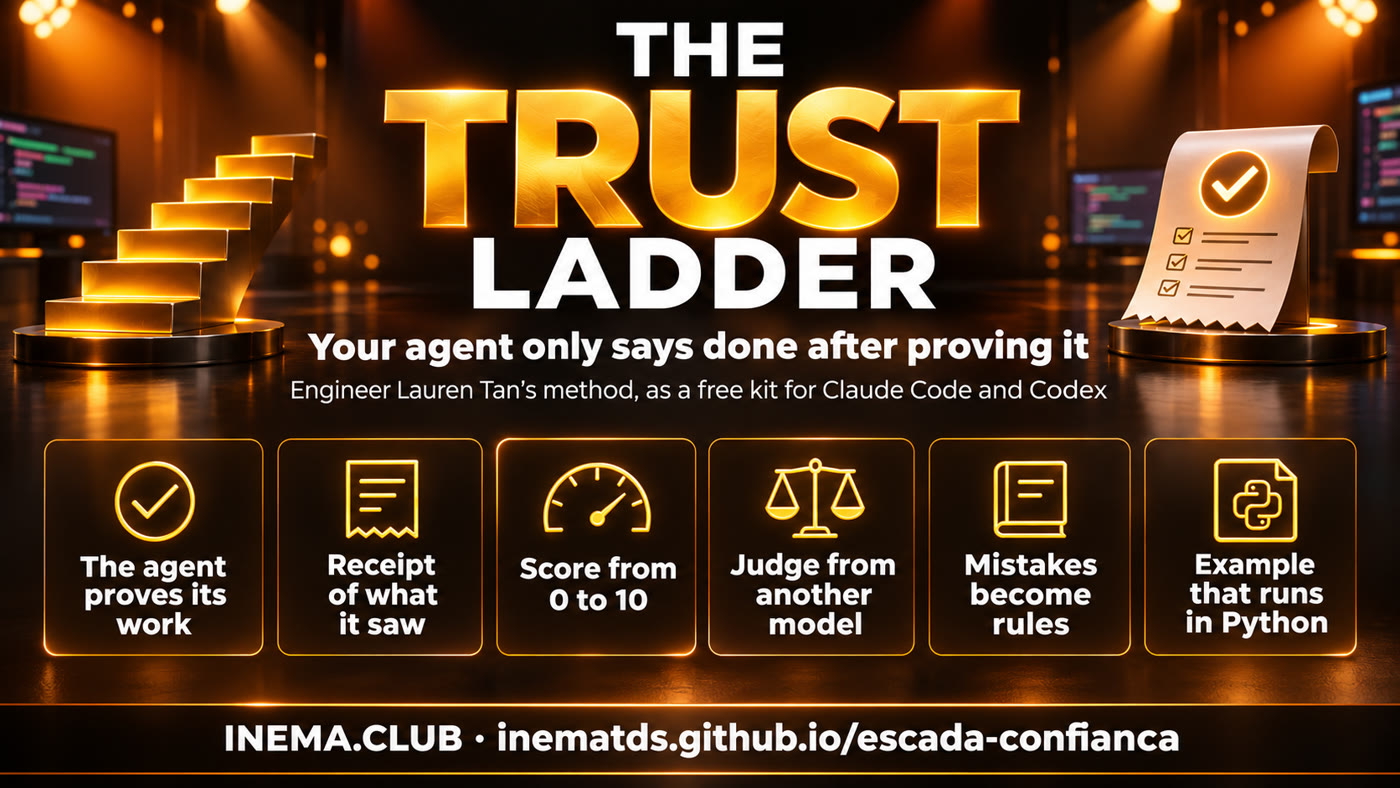 THE
TRUST
LADDER
Your agent only says done after proving it
Engineer Lauren Tan's method, as a free kit for Claude Code and Codex
The agent
proves its
work
Receipt
of what
it saw
Score from
0 to 10
Judge from
another
model
Mistakes
become
rules
Example
that runs
in Python
INEMA.CLUB · inematds.github.io/escada-confianca